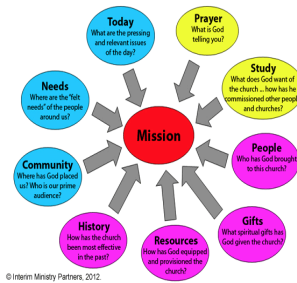 Today
What are the pressing
and relevant issues
of the day?
Prayer
What is God
telling you?
Study
What does God want of
the church ... how has he
commissioned other peopl
and churches?
Needs
Where are the "felt
needs" of the people
around us?
Mission
People
Who has God brought
to this church?
Community
Where has God placed
us? Who is our prime
audience?
Gifts
What spiritual gifts has
God given the church?
History
How has the church
been most effective
in the past?
Resources
How has God equipped
and provisioned the
church?
© Interim Ministry Partners, 2012.